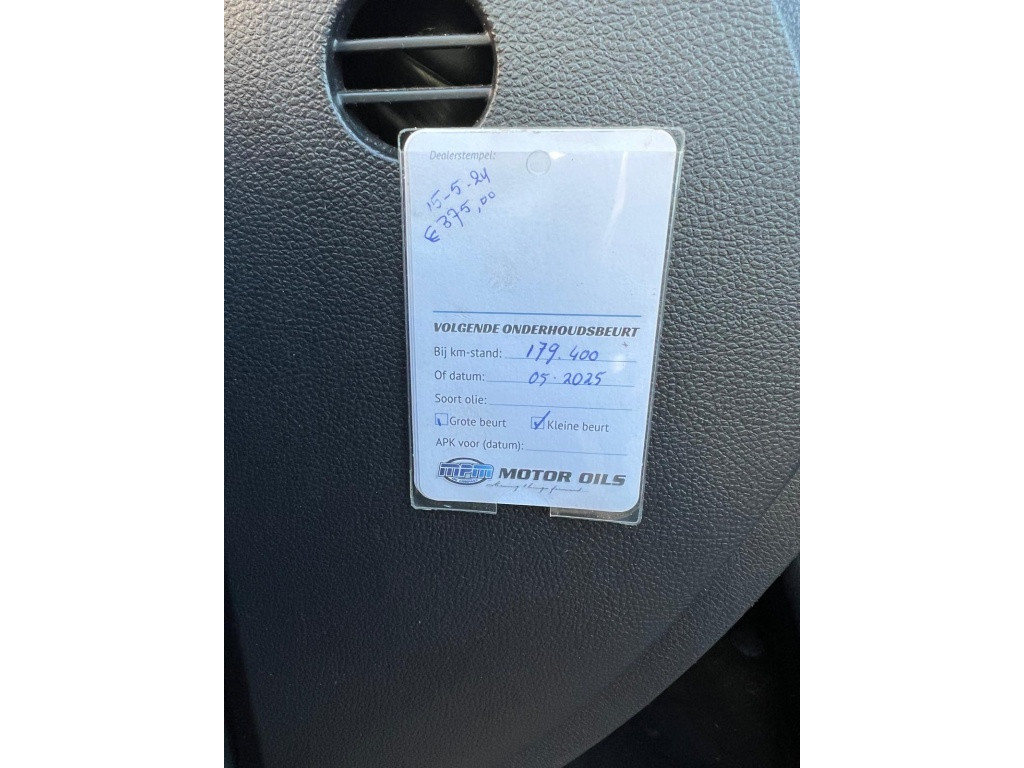 Dealerstempel:
15-5-24
€ 375,00
VOLGENDE ONDERHOUDSBEURT
Bij km-stand: 179.400
Of datum: 05-2025
Soort olie:
Grote beurt Kleine beurt
APK voor (datum):
MPM MOTOR OILS